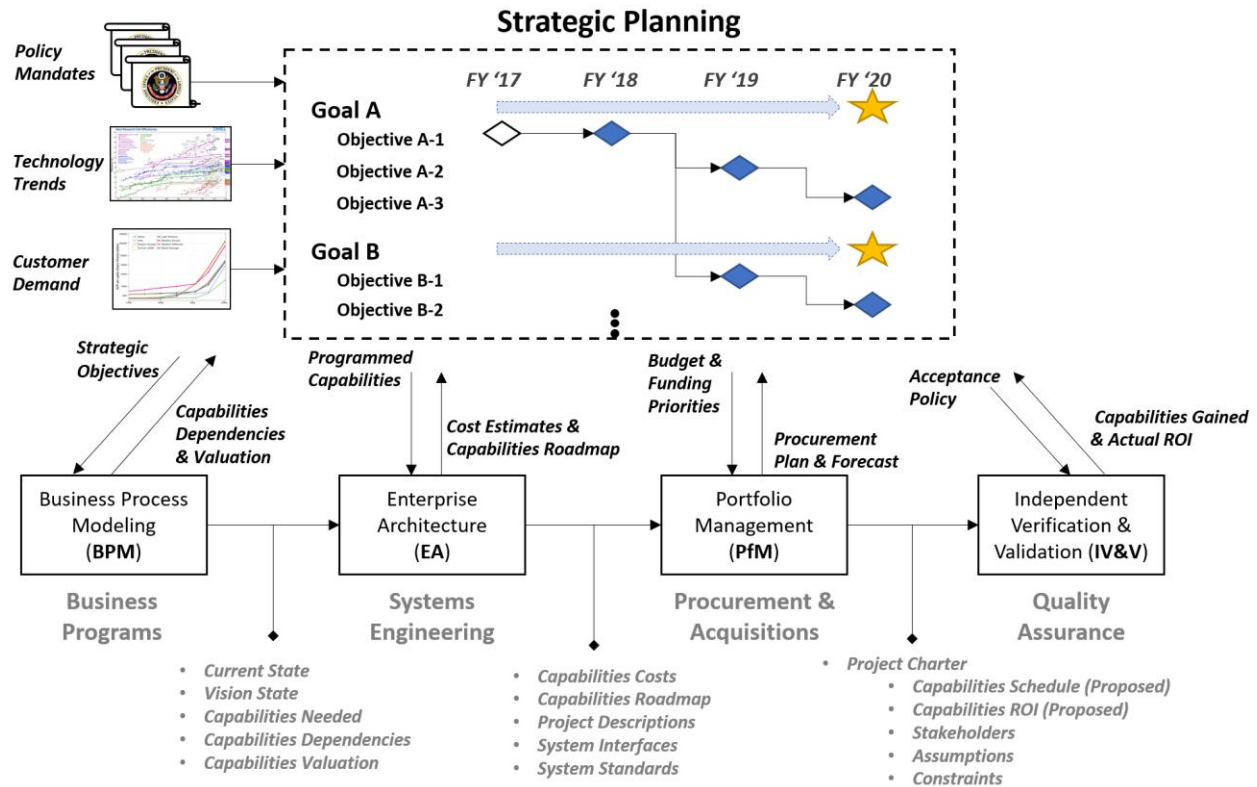 Strategic Planning
Policy
Mandates
Technology
Trends
Customer
Demand
FY ‘17
FY ‘18
FY ‘19
FY ‘20
Goal A
Objective A-1
Objective A-2
Objective A-3
Goal B
Objective B-1
Objective B-2
Strategic
Objectives
Capabilities
Dependencies
& Valuation
Programmed
Capabilities
Cost Estimates &
Capabilities Roadmap
Budget &
Funding
Priorities
Procurement
Plan & Forecast
Acceptance
Policy
Capabilities Gained
& Actual ROI
Business Process
Modeling
(BPM)
Enterprise
Architecture
(EA)
Portfolio
Management
(PfM)
Independent
Verification &
Validation (IV&V)
Business
Programs
Systems
Engineering
Procurement &
Acquisitions
Quality
Assurance
• Current State
• Vision State
• Capabilities Needed
• Capabilities Dependencies
• Capabilities Valuation
• Capabilities Costs
• Capabilities Roadmap
• Project Descriptions
• System Interfaces
• System Standards
• Project Charter
• Capabilities Schedule (Proposed)
• Capabilities ROI (Proposed)
• Stakeholders
• Assumptions
• Constraints